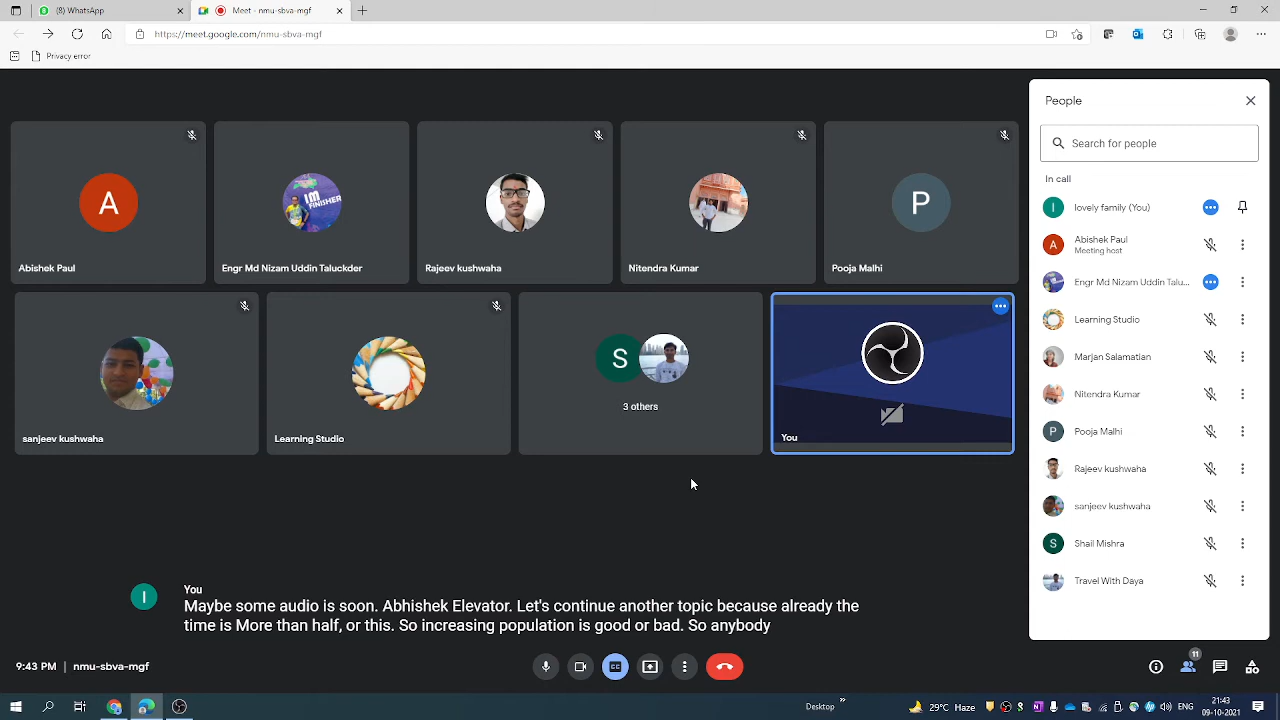 (8) WhatsApp
Meet - nmu-sbva-mgf
https://meet.google.com/nmu-sbva-mgf
Privacy error
People
Search for people
In call
lovely family (You)
Abishek Paul
Meeting host
Engr Md Nizam Uddin Taluc...
Learning Studio
Marjan Salamatian
Nitendra Kumar
Pooja Malhi
Rajeev kushwaha
sanjeev kushwaha
S
Shail Mishra
Travel With Daya
A
Abishek Paul
IM
FINISHER
Engr Md Nizam Uddin Taluckder
Rajeev kushwaha
Nitendra Kumar
P
Pooja Malhi
sanjeev kushwaha
Learning Studio
S
3 others
You
You
Maybe some audio is soon. Abhishek Elevator. Let's continue another topic because already the
time is More than half, or this. So increasing population is good or bad. So anybody
9:43 PM | nmu-sbva-mgf
11
Desktop
29°C Haze
ENG
21:43
09-10-2021